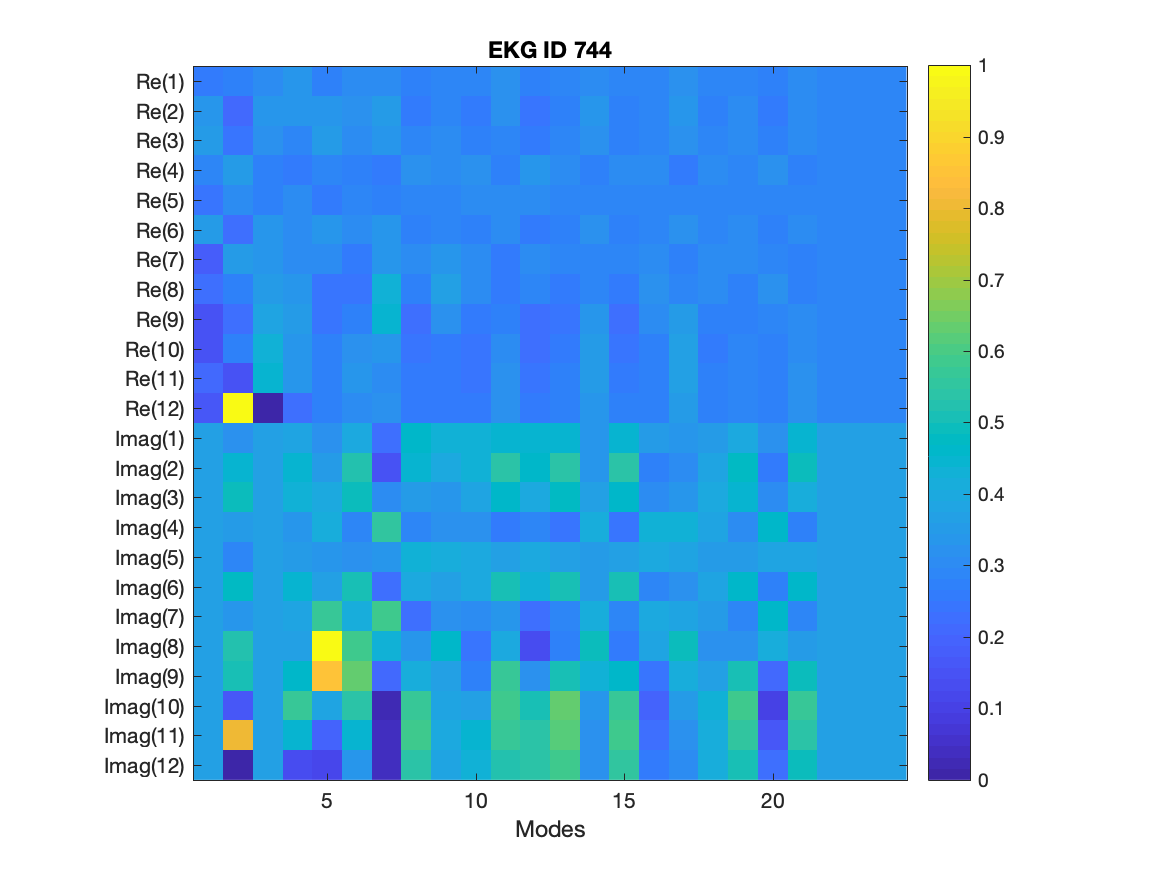 EKG ID 744
Re(1)
Re(2)
Re(3)
Re(4)
Re(5)
Re(6)
Re(7)
Re(8)
Re(9)
Re(10)
Re(11)
Re(12)
Imag(1)
Imag(2)
Imag(3)
Imag(4)
Imag(5)
Imag(6)
Imag(7)
Imag(8)
Imag(9)
Imag(10)
Imag(11)
Imag(12)
5 10 15 20
Modes
1
0.9
0.8
0.7
0.6
0.5
0.4
0.3
0.2
0.1
0